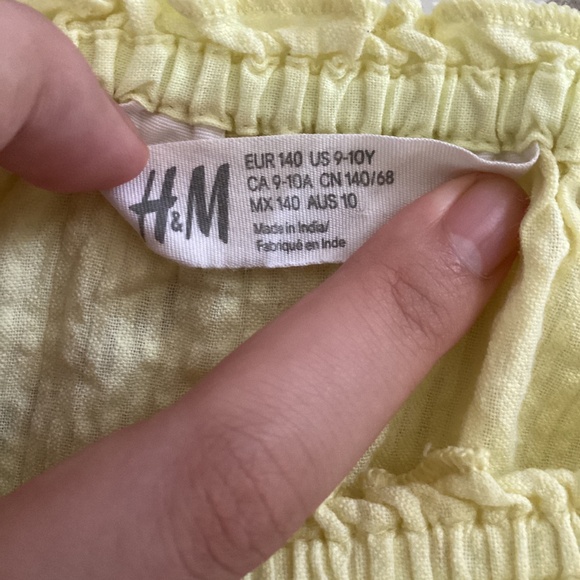 H&M
EUR 140 US 9-10Y
CA 9-10A CN 140/68
MX 140 AUS 10
Made in India/
Fabriqué en Inde